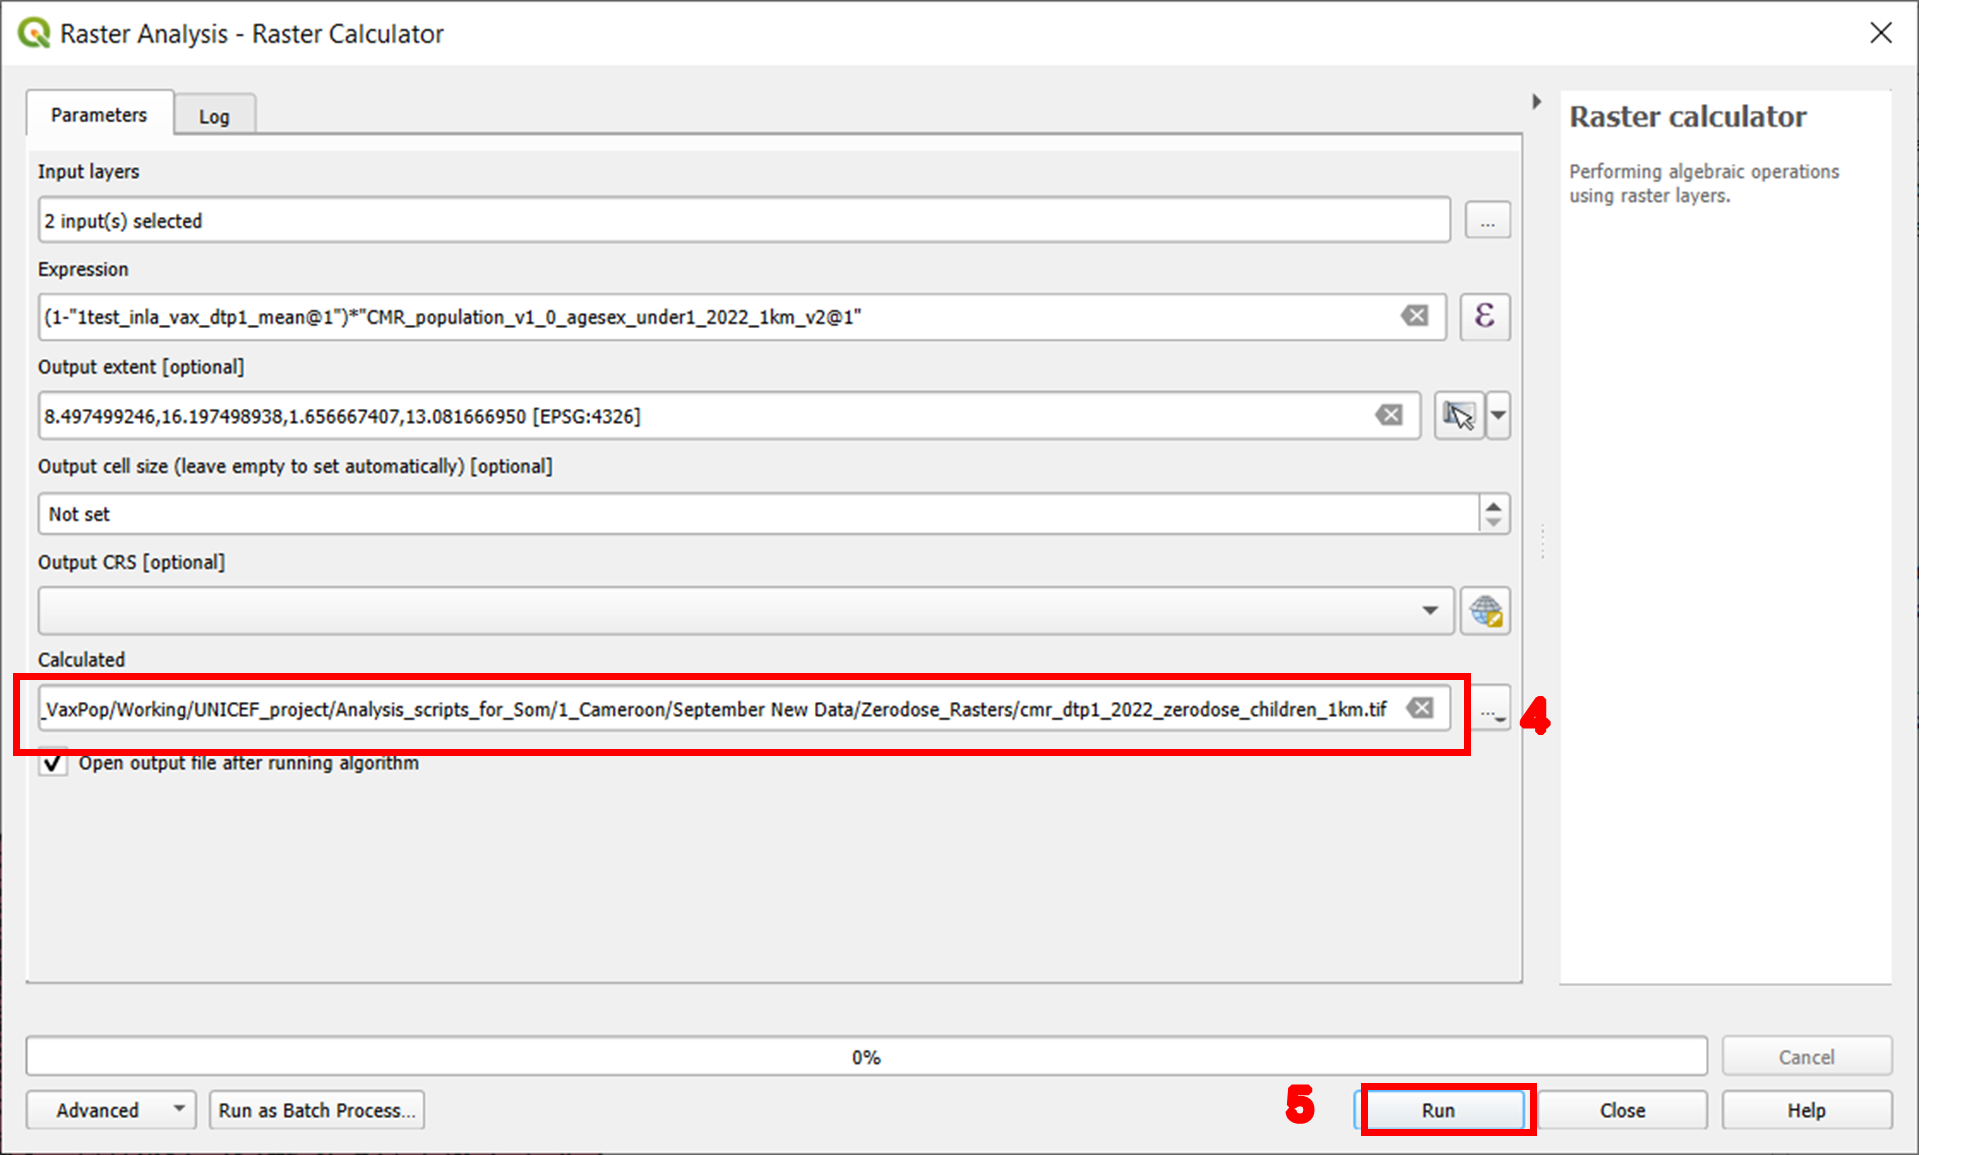 Raster Analysis - Raster Calculator
Parameters
Log
Input layers
2 input(s) selected
...
Expression
(1-"1test_inla_vax_dtp1_mean@1")*"CMR_population_v1_0_agesex_under1_2022_1km_v2@1"
ε
Output extent [optional]
8.497499246,16.197498938,1.656667407,13.081666950 [EPSG:4326]
Output cell size (leave empty to set automatically) [optional]
Not set
Output CRS [optional]
Calculated
_VaxPop/Working/UNICEF_project/Analysis_scripts_for_Som/1_Cameroon/September New Data/Zerodose_Rasters/cmr_dtp1_2022_zerodose_children_1km.tif
...
4
Open output file after running algorithm
Raster calculator
Performing algebraic operations
using raster layers.
0%
Cancel
Advanced
Run as Batch Process...
5
Run
Close
Help